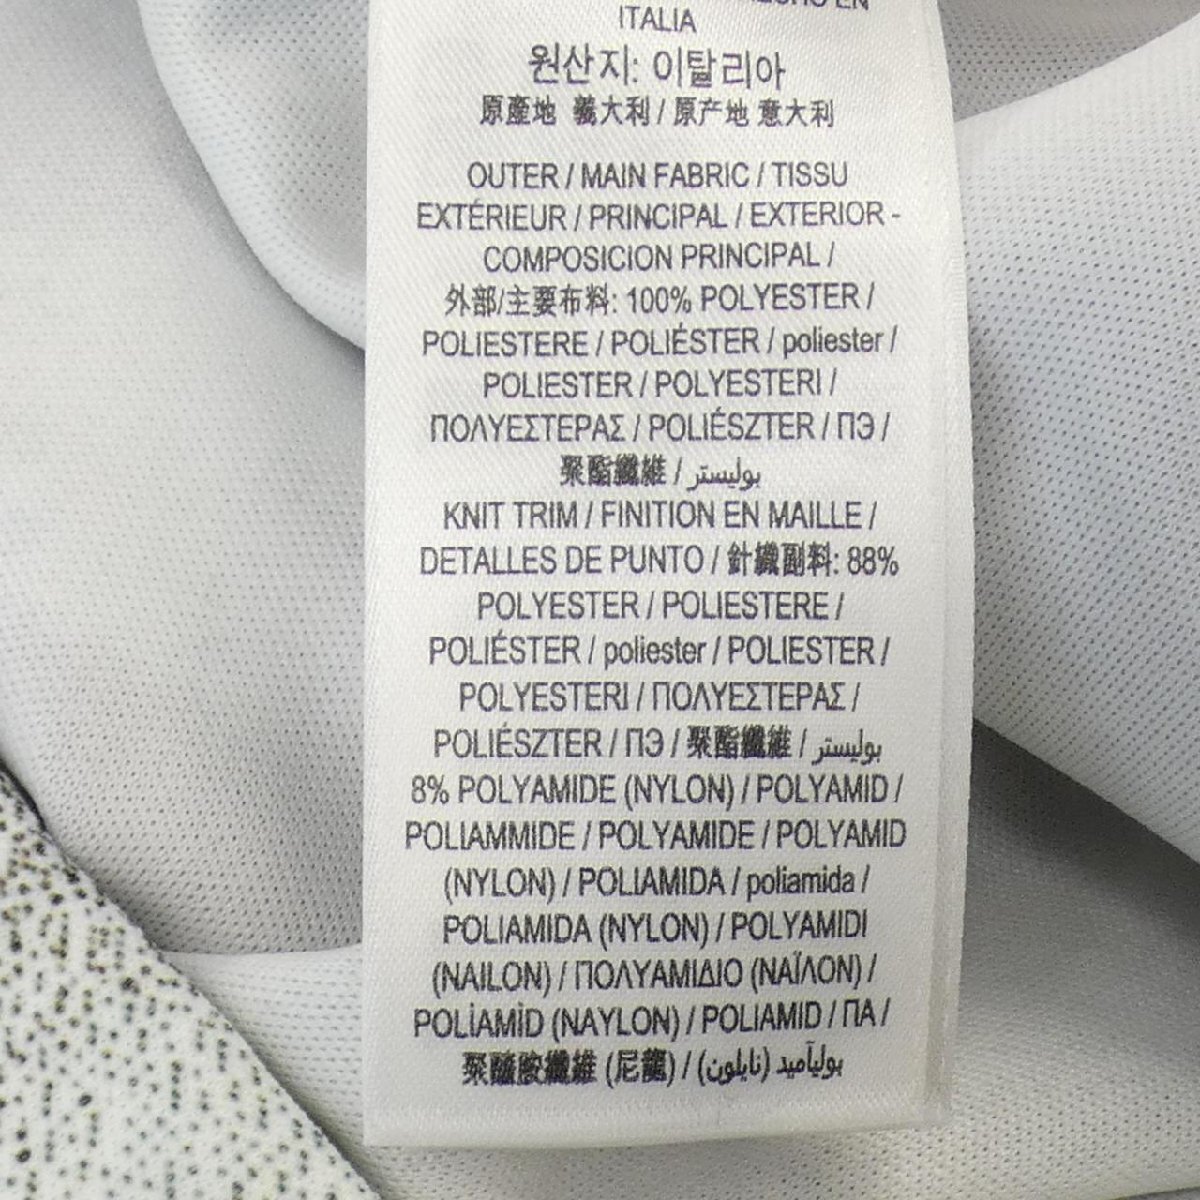 HECHO EN
ITALIA
원산지: 이탈리아
原產地 義大利 / 原产地 意大利
OUTER / MAIN FABRIC / TISSU
EXTÉRIEUR / PRINCIPAL / EXTERIOR -
COMPOSICION PRINCIPAL /
外部/主要布料: 100% POLYESTER /
POLIESTERE / POLIÉSTER / poliester /
POLIESTER / POLYESTERI /
ΠΟΛΥΕΣΤΕΡΑΣ / POLIÉSZTER / ПЭ /
聚酯纖維 / بوليستر
KNIT TRIM / FINITION EN MAILLE /
DETALLES DE PUNTO / 針織副料: 88%
POLYESTER / POLIESTERE /
POLIÉSTER / poliester / POLIESTER /
POLYESTERI / ΠΟΛΥΕΣΤΕΡΑΣ /
POLIÉSZTER / ПЭ / 聚酯纖維 / بوليستر
8% POLYAMIDE (NYLON) / POLYAMID /
POLIAMMIDE / POLYAMIDE / POLYAMID
(NYLON) / POLIAMIDA / poliamida /
POLIAMIDA (NYLON) / POLYAMIDI
(NAILON) / ΠΟΛΥΑΜΙΔΙΟ (ΝΑΪΛΟΝ) /
POLİAMİD (NAYLON) / POLIAMID / ПА /
聚醯胺纖維 (尼龍) / بوليآميد (نايلون)